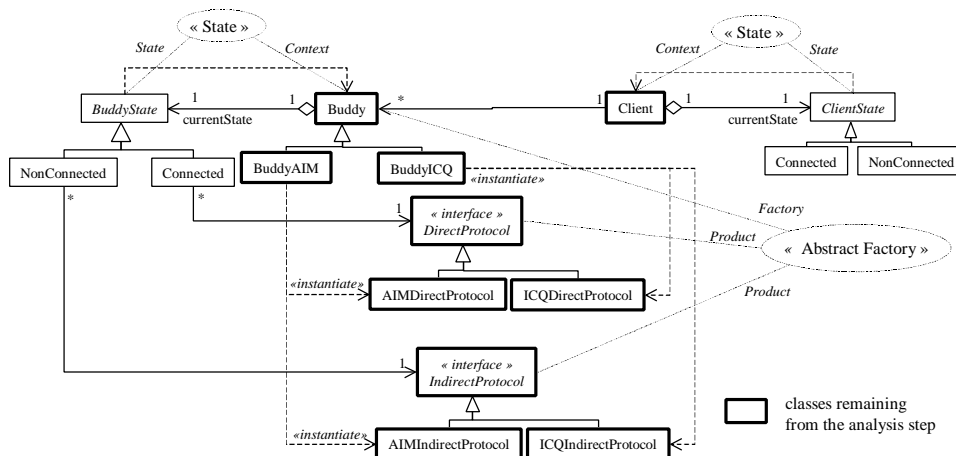 « State »
« State »
State
Context
Context
State
1
1
*
1
1
1
BuddyState
Buddy
Client
ClientState
currentState
currentState
NonConnected
Connected
BuddyAIM
BuddyICQ
Connected
NonConnected
«instantiate»
*
*
1
« interface »
DirectProtocol
Factory
Product
« Abstract Factory »
«instantiate»
AIMDirectProtocol
ICQDirectProtocol
Product
1
« interface »
IndirectProtocol
«instantiate»
AIMIndirectProtocol
ICQIndirectProtocol
classes remaining
from the analysis step